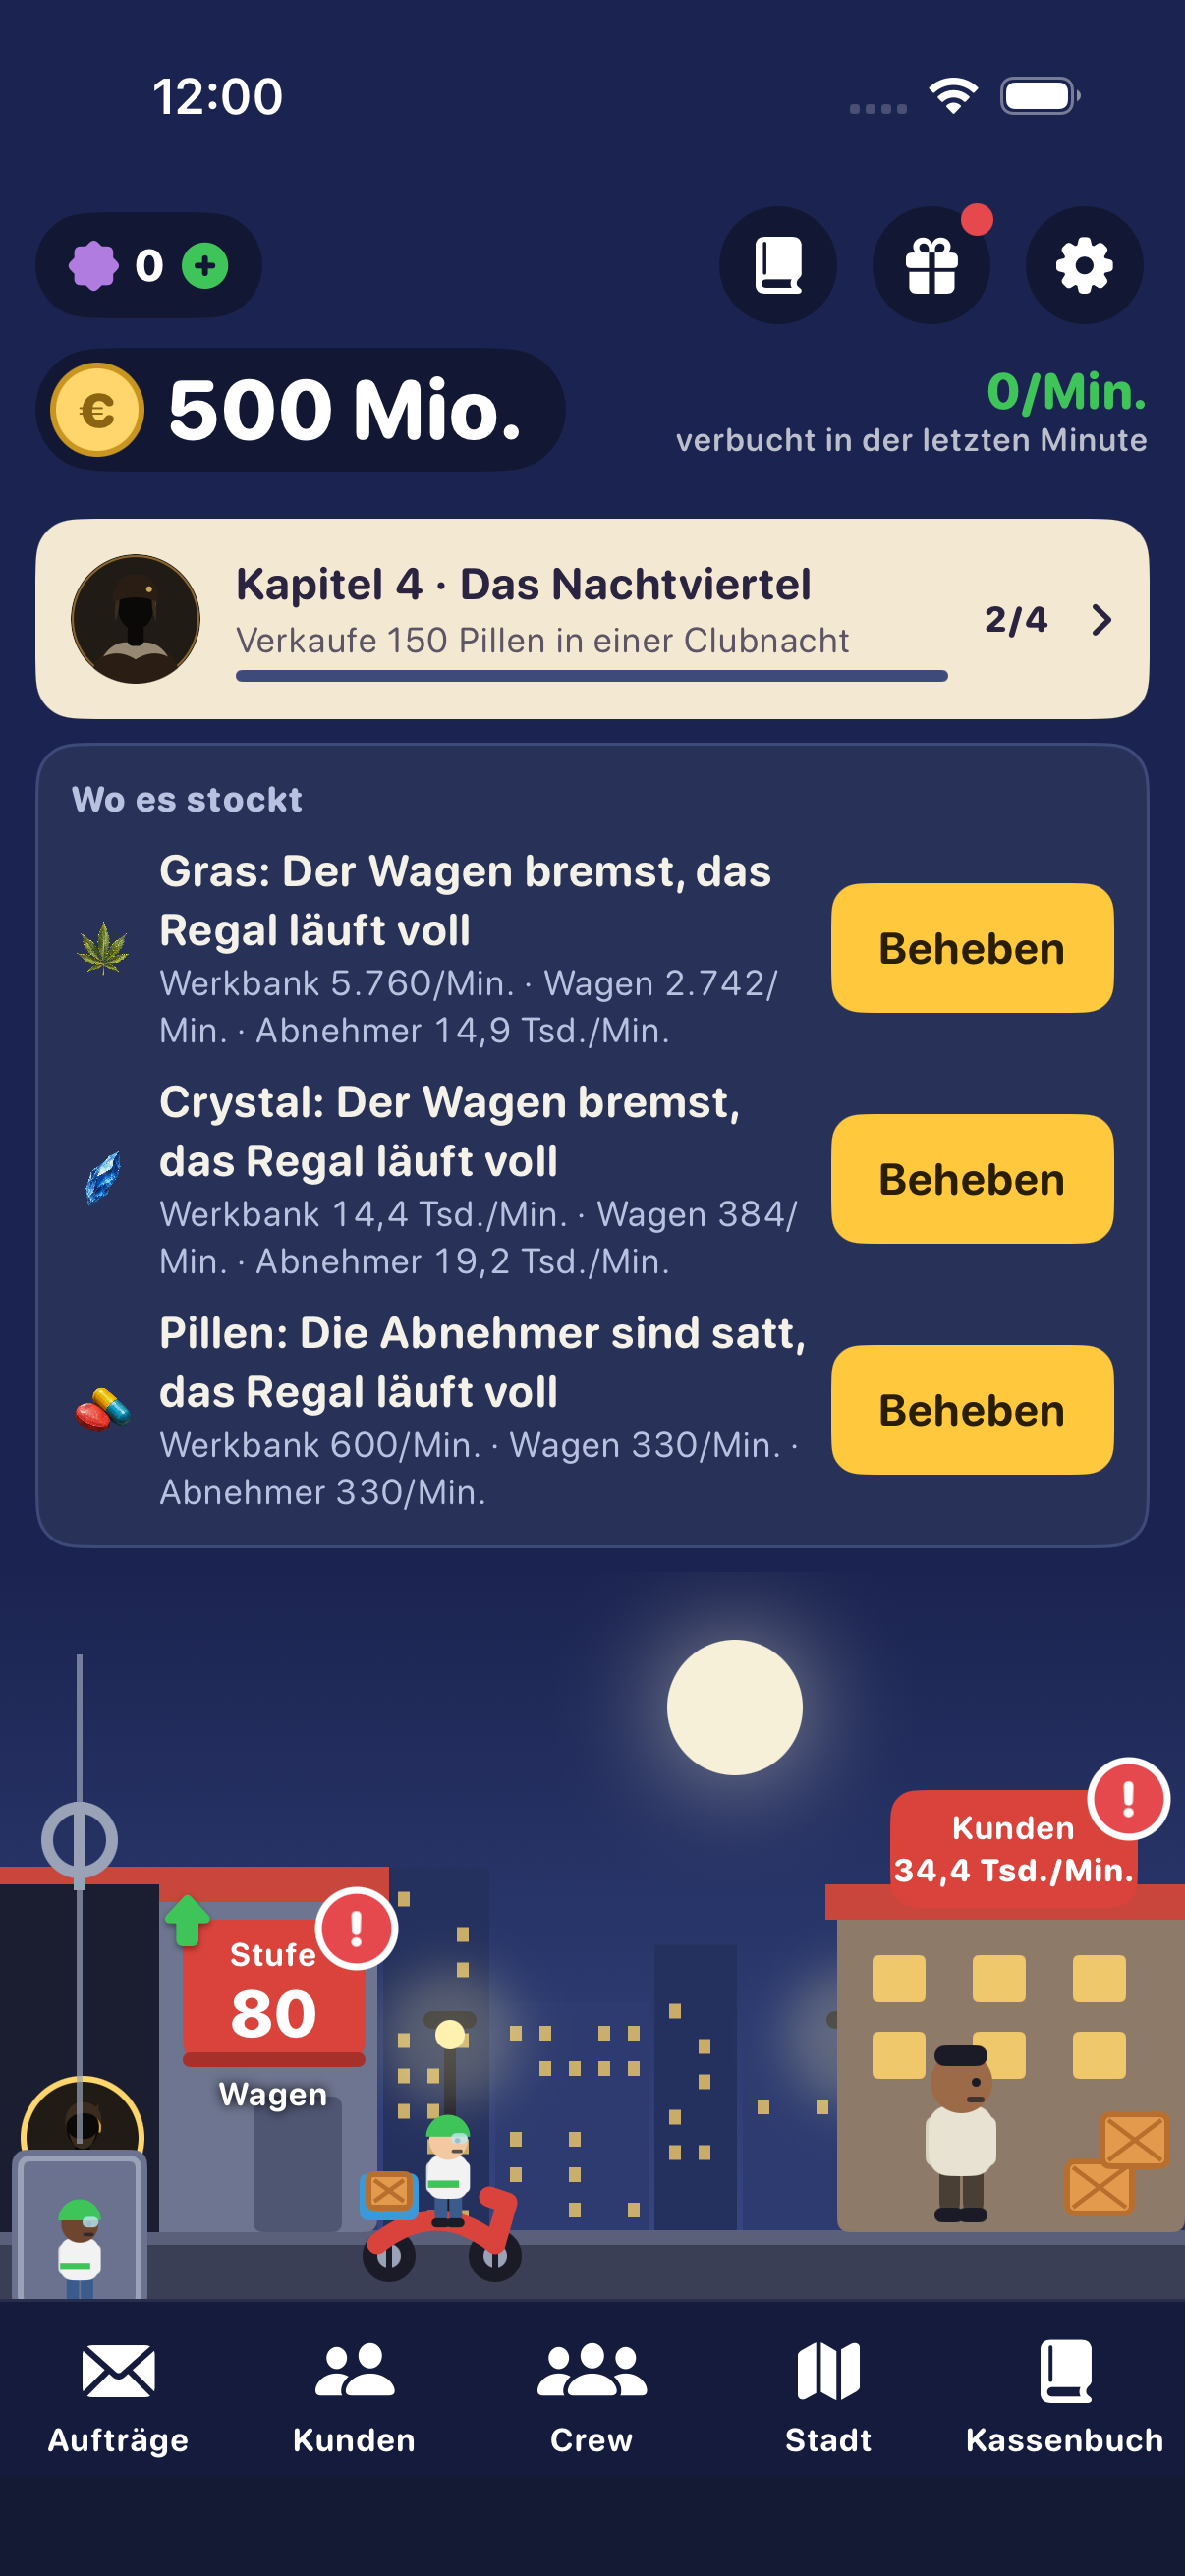 12:00
0
€ 500 Mio.
0/Min.
verbucht in der letzten Minute
Kapitel 4 · Das Nachtviertel
Verkaufe 150 Pillen in einer Clubnacht
2/4
Wo es stockt
Gras: Der Wagen bremst, das
Regal läuft voll
Werkbank 5.760/Min. · Wagen 2.742/
Min. · Abnehmer 14,9 Tsd./Min.
Beheben
Crystal: Der Wagen bremst,
das Regal läuft voll
Werkbank 14,4 Tsd./Min. · Wagen 384/
Min. · Abnehmer 19,2 Tsd./Min.
Beheben
Pillen: Die Abnehmer sind satt,
das Regal läuft voll
Werkbank 600/Min. · Wagen 330/Min. ·
Abnehmer 330/Min.
Beheben
Kunden
34,4 Tsd./Min.
!
Stufe
80
!
Wagen
Aufträge
Kunden
Crew
Stadt
Kassenbuch